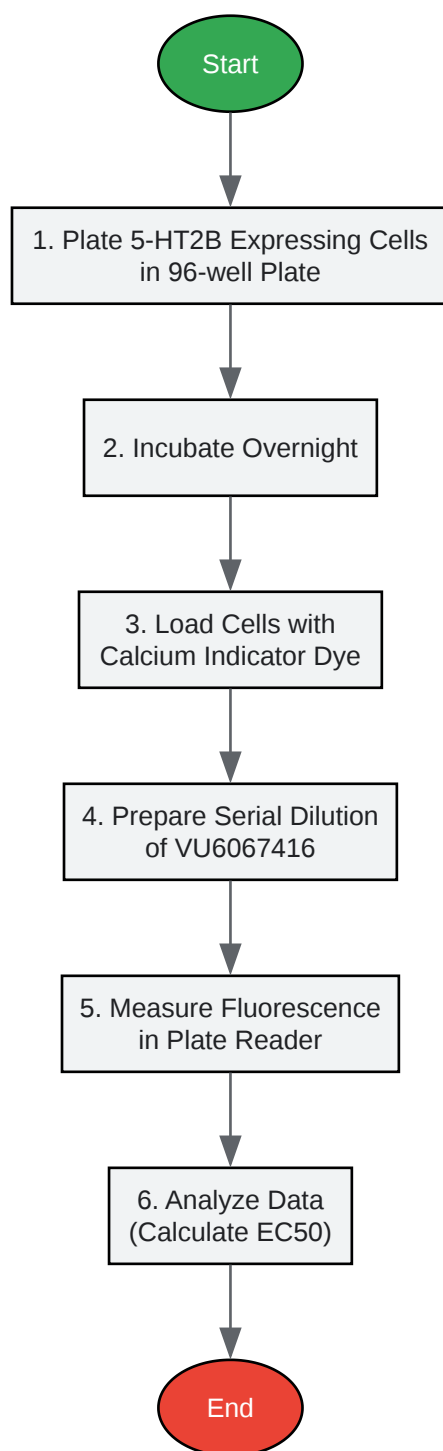 Start
1. Plate 5-HT2B Expressing Cells
in 96-well Plate
2. Incubate Overnight
3. Load Cells with
Calcium Indicator Dye
4. Prepare Serial Dilution
of VU6067416
5. Measure Fluorescence
in Plate Reader
6. Analyze Data
(Calculate EC50)
End